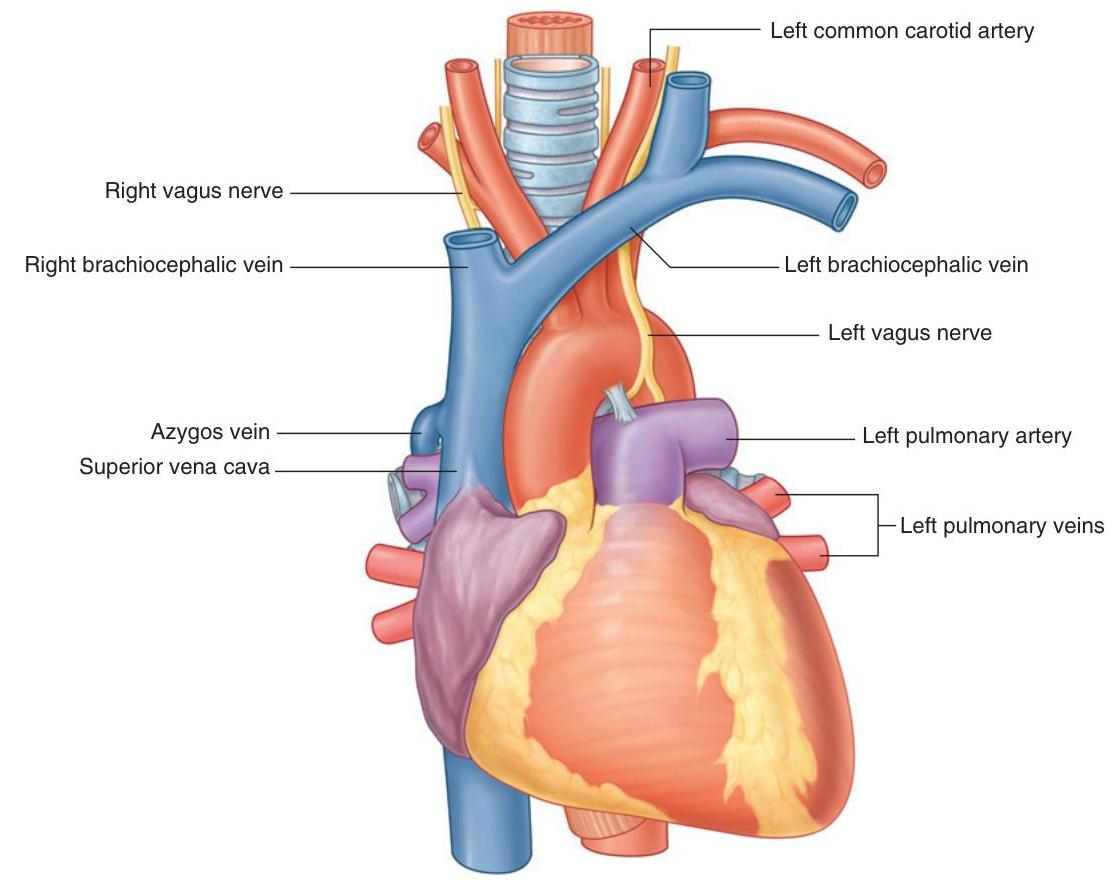 Left common carotid artery
Right vagus nerve
Right brachiocephalic vein
Left brachiocephalic vein
Left vagus nerve
Azygos vein
Left pulmonary artery
Superior vena cava
Left pulmonary veins